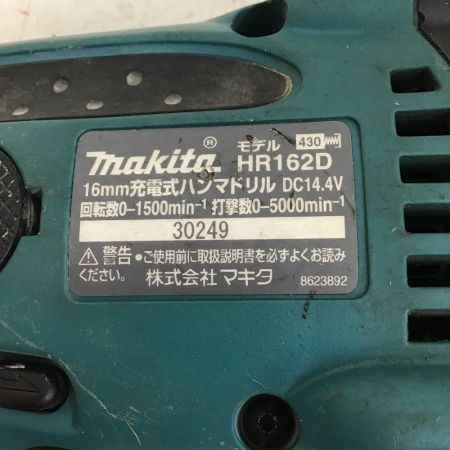 makita® モデル HR162D 430
16mm充電式ハンマドリル DC14.4V
回転数0-1500min⁻¹ 打撃数0-5000min⁻¹
30249
⚠警告 ●ご使用前に取扱説明書を必ずよくお読み
ください。
株式会社 マキタ 8623892